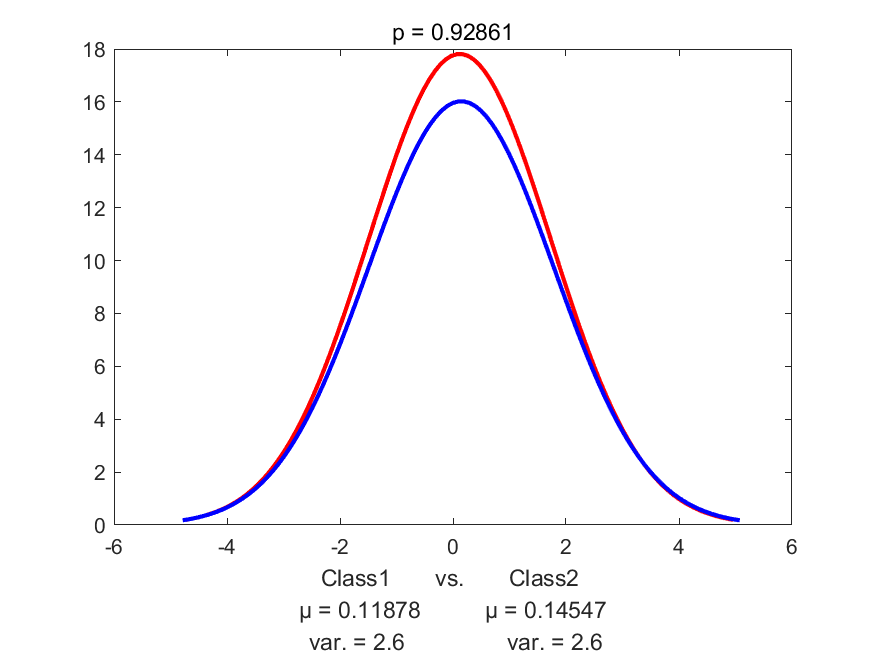 p = 0.92861
18
16
14
12
10
8
6
4
2
0
-6 -4 -2 0 2 4 6
Class1 vs. Class2
μ = 0.11878 μ = 0.14547
var. = 2.6 var. = 2.6